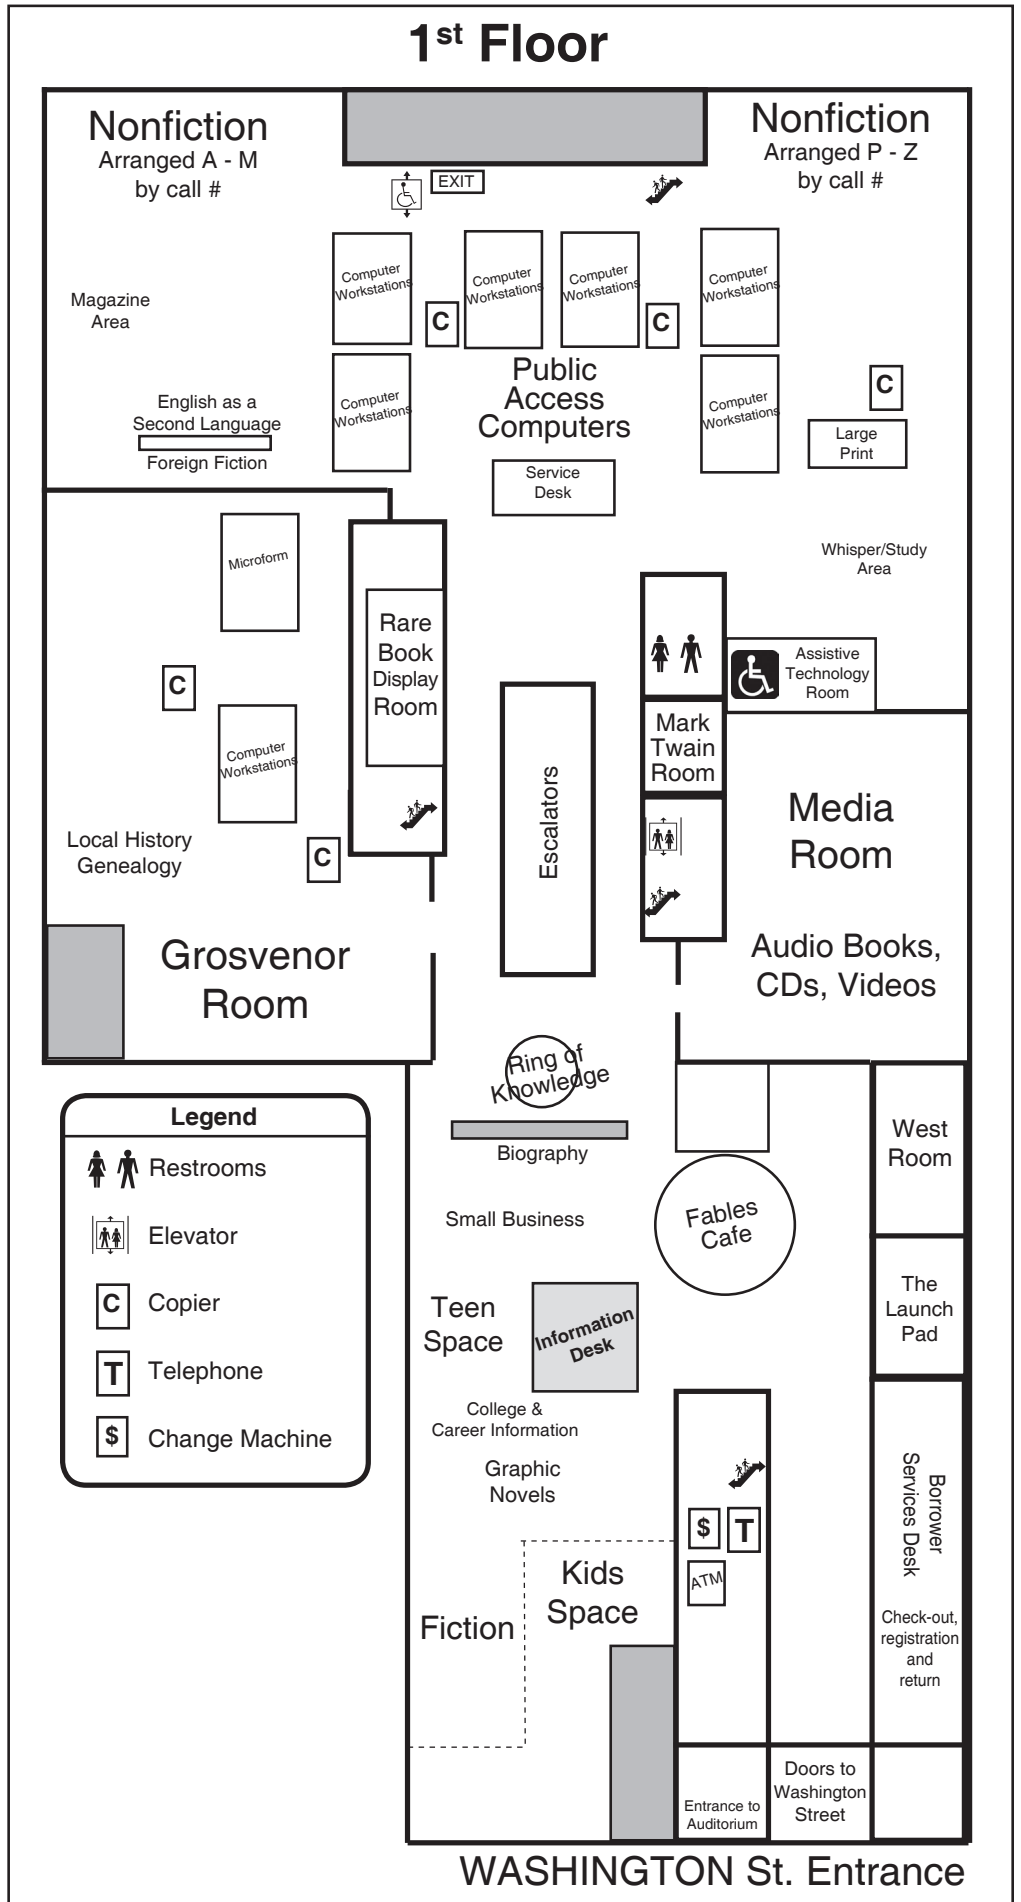 1st Floor
Nonfiction
Arranged A - M
by call #
Nonfiction
Arranged P - Z
by call #
EXIT
Magazine
Area
Computer
Workstations
Computer
Workstations
Computer
Workstations
Computer
Workstations
C
C
Computer
Workstations
Public
Access
Computers
Computer
Workstations
C
English as a
Second Language
Foreign Fiction
Large
Print
Service
Desk
Microform
Whisper/Study
Area
Rare
Book
Display
Room
C
Assistive
Technology
Room
Mark
Twain
Room
Computer
Workstations
Escalators
Media
Room
Local History
Genealogy
C
Grosvenor
Room
Audio Books,
CDs, Videos
Ring of
Knowledge
Biography
Small Business
Fables
Cafe
West
Room
Legend
Restrooms
Elevator
C Copier
T Telephone
$ Change Machine
Teen
Space
Information
Desk
The
Launch
Pad
College &
Career Information
Graphic
Novels
$ T
ATM
Borrower
Services Desk
Check-out,
registration
and
return
Kids
Space
Fiction
Entrance to
Auditorium
Doors to
Washington
Street
WASHINGTON St. Entrance